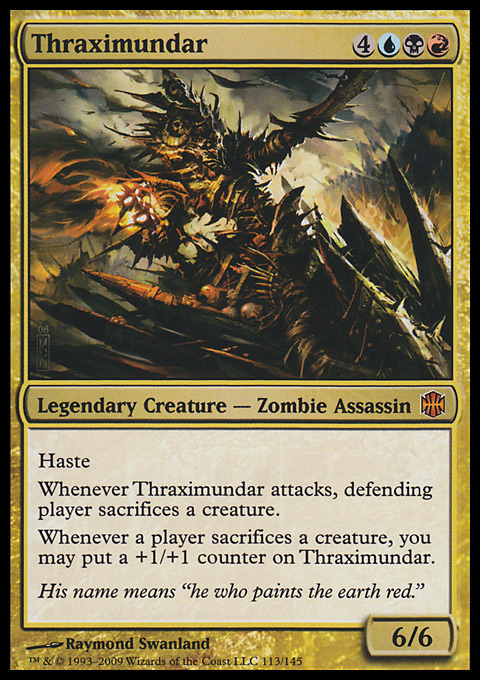 Thraximundar 4
08
Legendary Creature — Zombie Assassin
Haste
Whenever Thraximundar attacks, defending
player sacrifices a creature.
Whenever a player sacrifices a creature, you
may put a +1/+1 counter on Thraximundar.
His name means “he who paints the earth red.”
6/6
Raymond Swanland
™ & © 1993–2009 Wizards of the Coast LLC 113/145